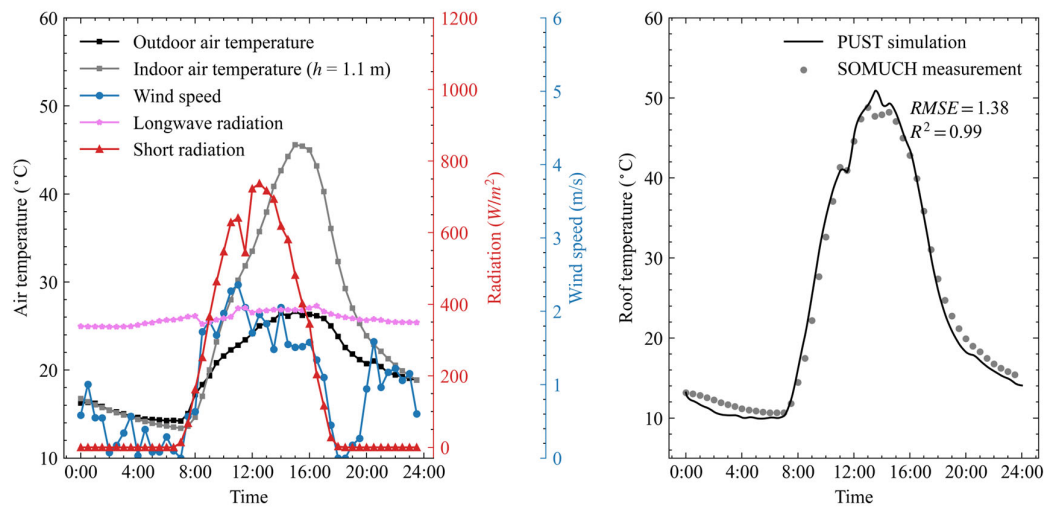 60
50
40
30
20
10
Air temperature (°C)
Outdoor air temperature
Indoor air temperature (h = 1.1 m)
Wind speed
Longwave radiation
Short radiation
0:00 4:00 8:00 12:00 16:00 20:00 24:00
Time
1200
1000
800
600
400
200
0
Radiation (W/m²)
6
5
4
3
2
1
0
Wind speed (m/s)
60
50
40
30
20
10
Roof temperature (°C)
PUST simulation
SOMUCH measurement
RMSE=1.38
R²=0.99
0:00 4:00 8:00 12:00 16:00 20:00 24:00
Time